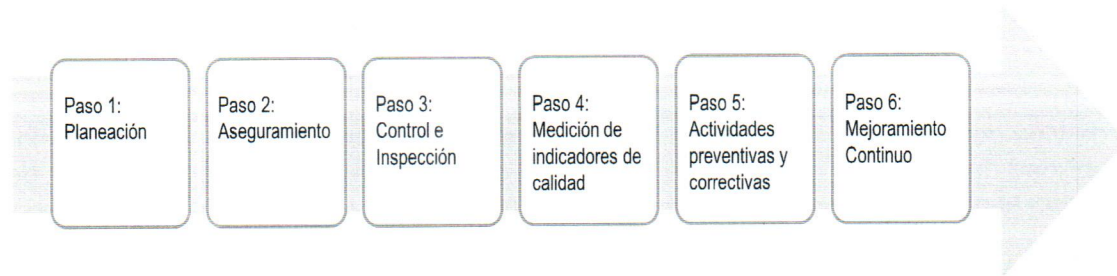 Paso 1:
Planeación
Paso 2:
Aseguramiento
Paso 3:
Control e
Inspección
Paso 4:
Medición de
indicadores de
calidad
Paso 5:
Actividades
preventivas y
correctivas
Paso 6:
Mejoramiento
Continuo